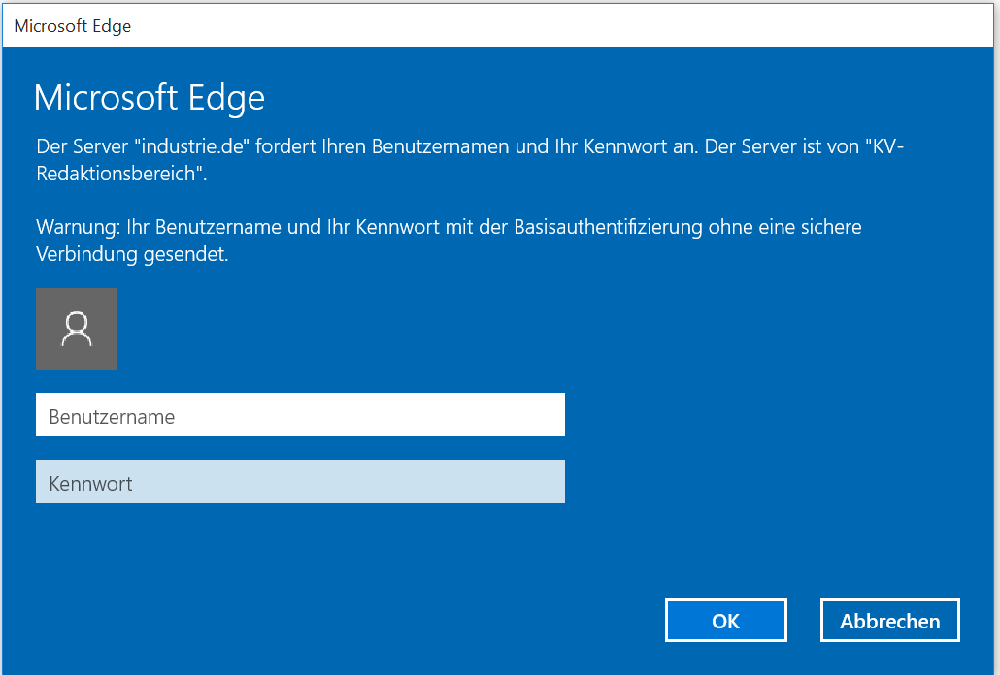 Microsoft Edge
Microsoft Edge
Der Server "industrie.de" fordert Ihren Benutzernamen und Ihr Kennwort an. Der Server ist von "KV-
Redaktionsbereich".
Warnung: Ihr Benutzername und Ihr Kennwort mit der Basisauthentifizierung ohne eine sichere
Verbindung gesendet.
Benutzername
Kennwort
OK
Abbrechen